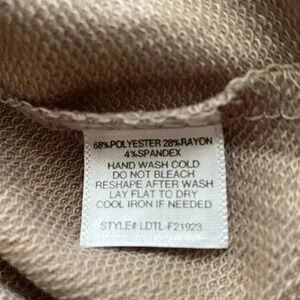 68%POLYESTER 28%RAYON
4%SPANDEX
HAND WASH COLD
DO NOT BLEACH
RESHAPE AFTER WASH
LAY FLAT TO DRY
COOL IRON IF NEEDED
STYLE# LDTL-F21923